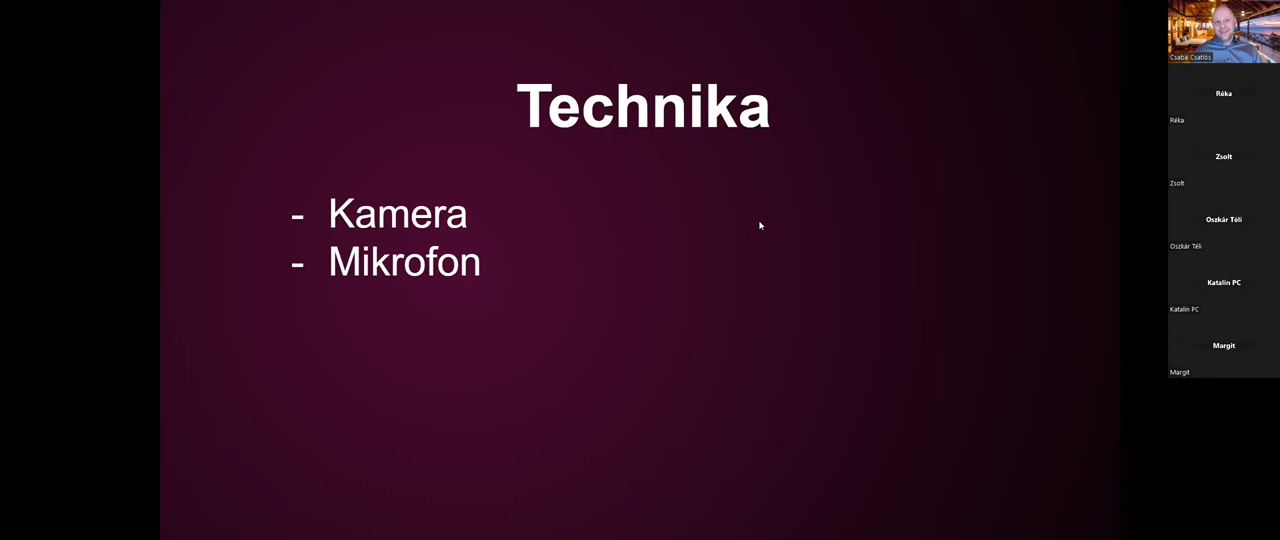 Technika
- Kamera
- Mikrofon
Csaba Csatlós
Réka
Réka
Zsolt
Zsolt
Oszkár Téli
Oszkár Téli
Katalin PC
Katalin PC
Margit
Margit